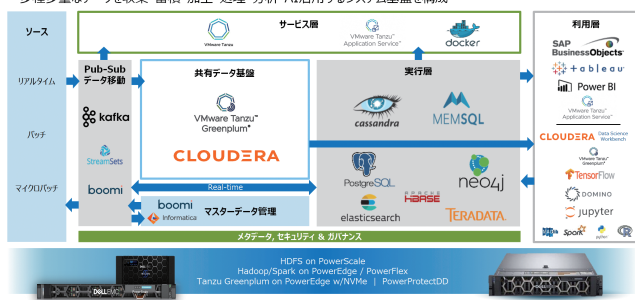 多種多量なデータを収集・蓄積・加工・処理・分析・AI活用するシステム基盤を構成
ソース
サービス層
利用層
VMware Tanzu
VMware Tanzu™
Application Service™
docker
SAP
BusinessObjects
+ a b l e a u
Power BI
VMware Tanzu™
Application Service™
CLOUDERA Data Science
Workbench
VMware Tanzu™
Greenplum®
TensorFlow
DOMINO
jupyter
Spark
python
R
リアルタイム
バッチ
マイクロバッチ
Pub-Sub
データ移動
kafka
StreamSets
boomi
共有データ基盤
VMware Tanzu™
Greenplum®
CLOUDERA
Real-time
boomi
Informatica
マスターデータ管理
実行層
cassandra
MEMSQL
PostgreSQL
APACHE
HBASE
neo4j
elasticsearch
TERADATA.
メタデータ, セキュリティ & ガバナンス
HDFS on PowerScale
Hadoop/Spark on PowerEdge / PowerFlex
Tanzu Greenplum on PowerEdge w/NVMe | PowerProtectDD
DELLEMC